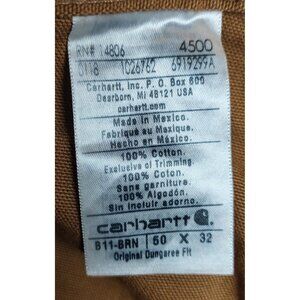 RN# 14806 4500
0118 1026762 6919299A
Carhartt, Inc. P.O. Box 600
Dearborn, MI 48121 USA
carhartt.com
Made in Mexico.
Fabriqué au Mexique.
Hecho en México.
100% Cotton.
Exclusive of Trimming.
100% Coton.
Sans garniture.
100% Algodón.
Sin incluir adorno.
carhartt
B11-BRN 50 X 32
Original Dungaree Fit